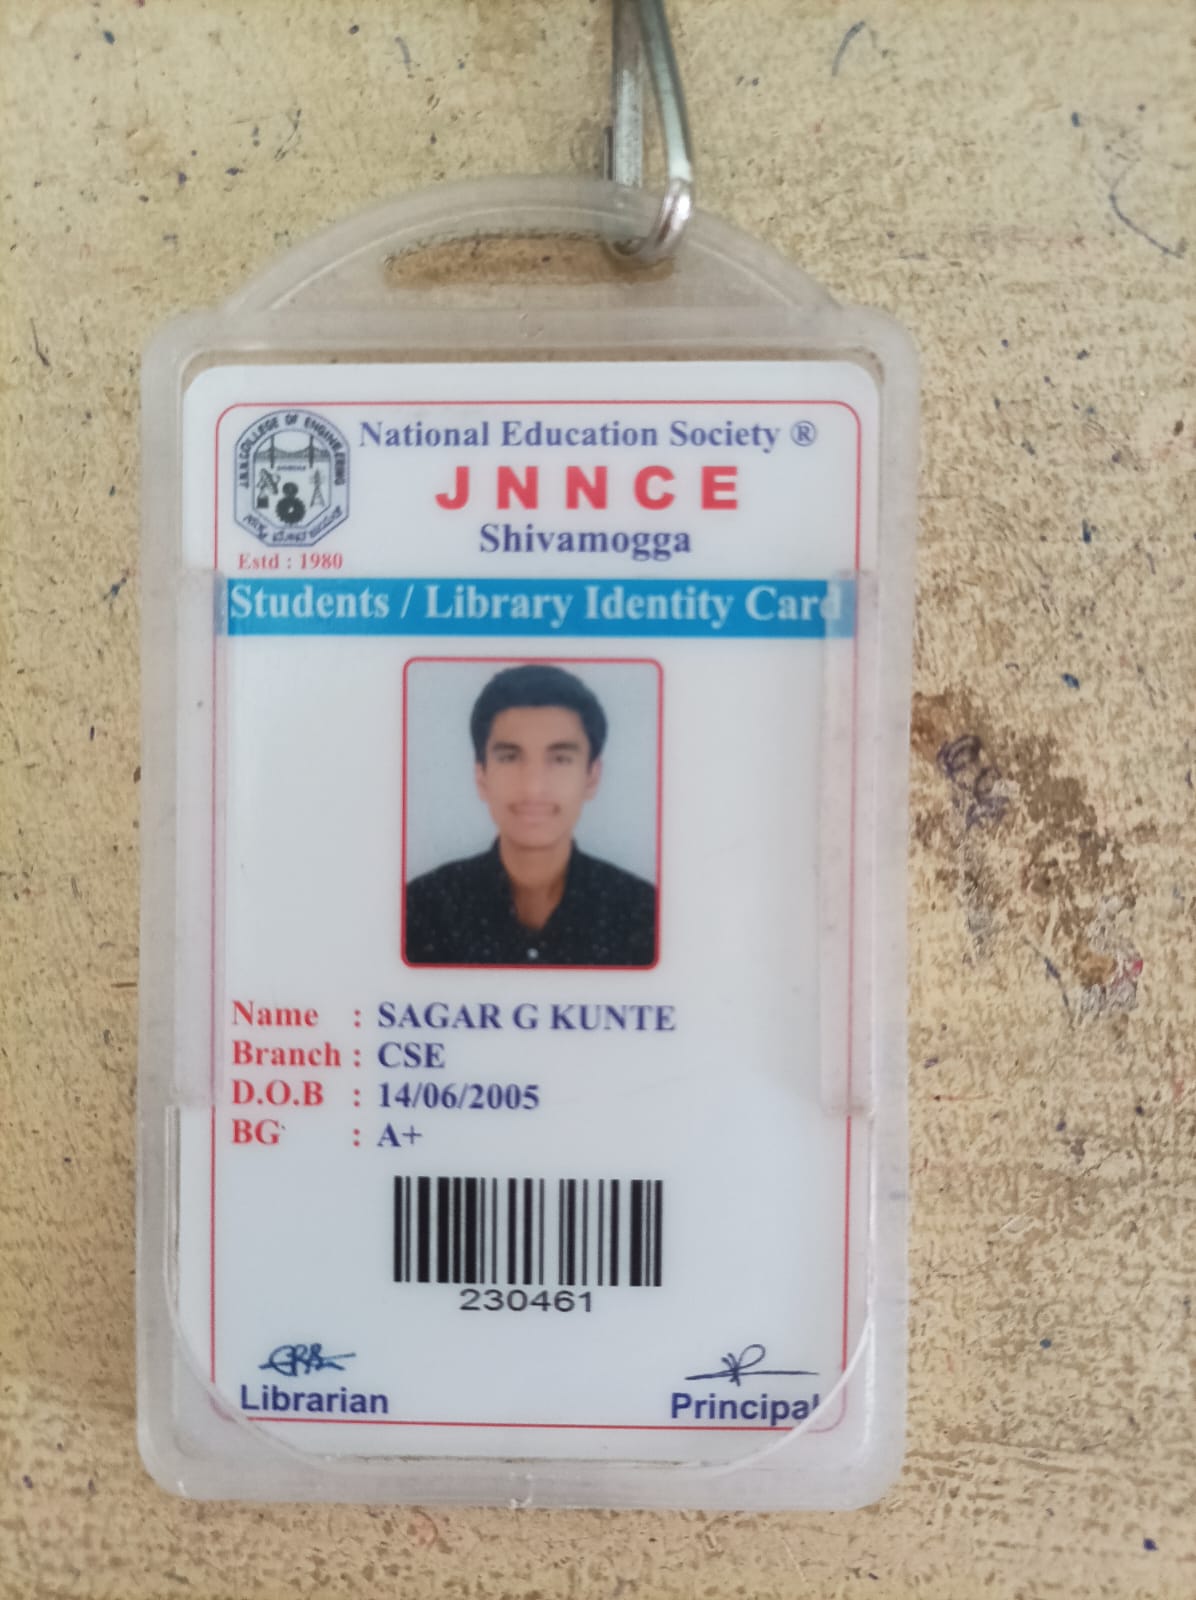 J.N.N.COLLEGE OF ENGINEERING
National Education Society ®
JNNCE
Shivamogga
Estd : 1980
Students / Library Identity Card
Name : SAGAR G KUNTE
Branch : CSE
D.O.B : 14/06/2005
BG : A+
230461
Librarian
Principal